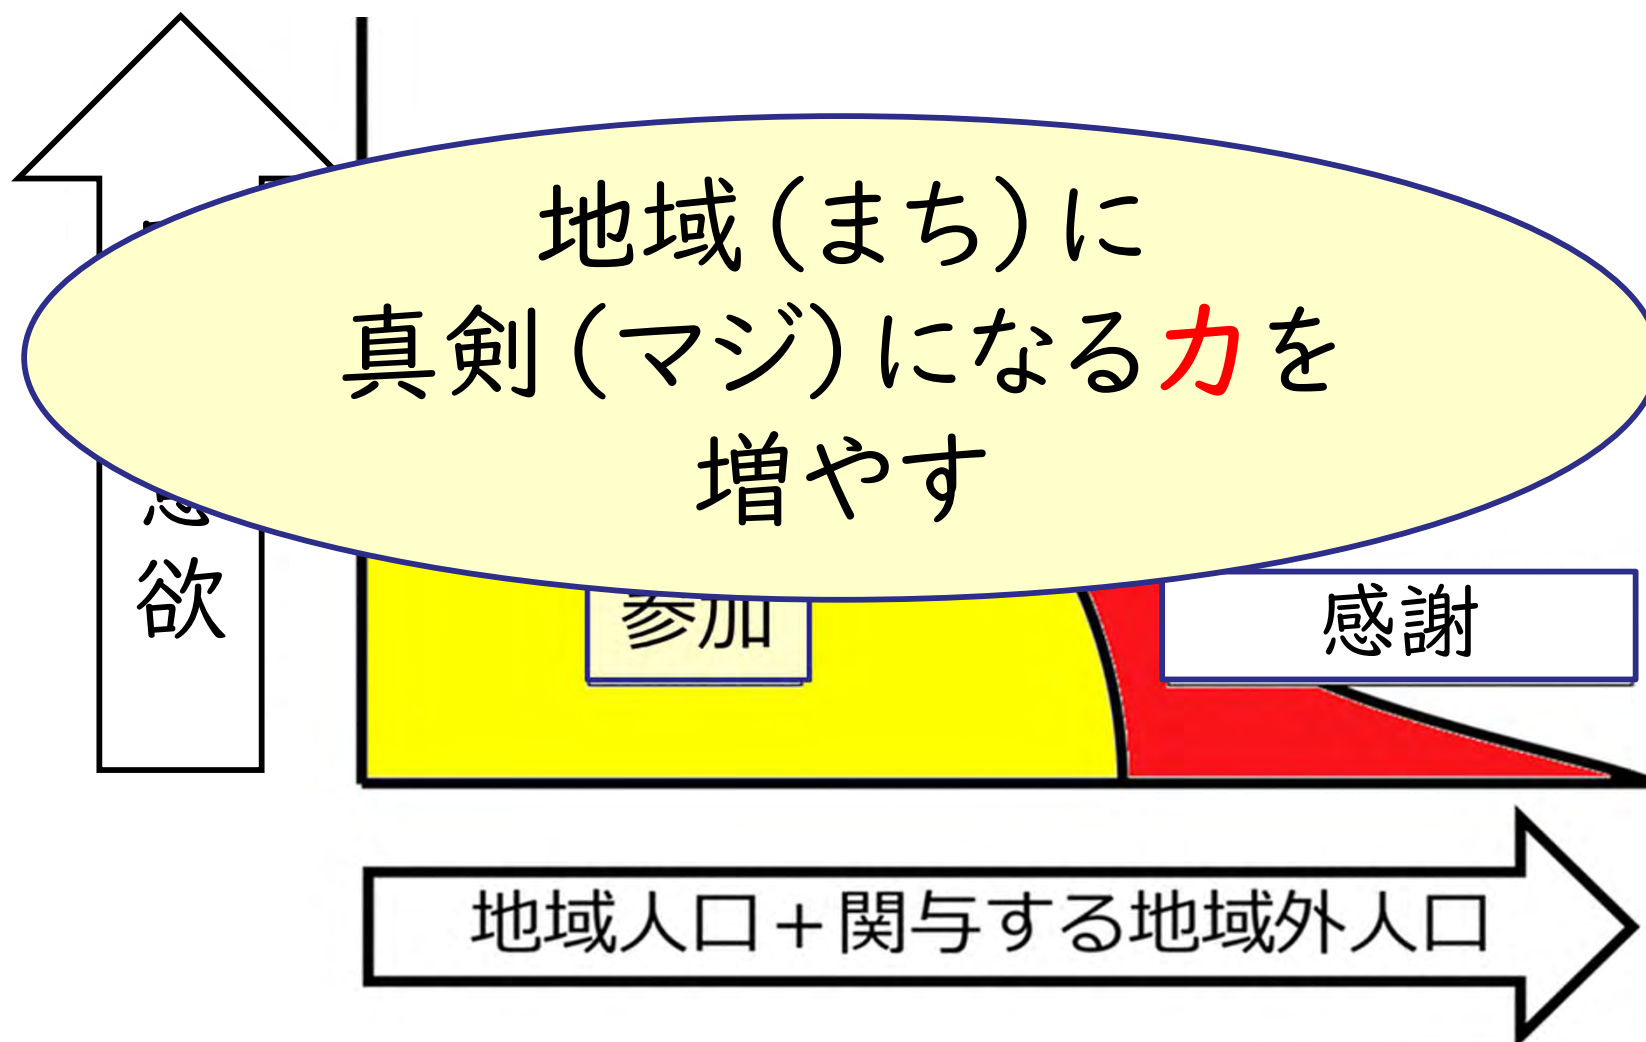 地域(まち)に
真剣(マジ)になる力を
増やす
欲
参加
感謝
地域人口+関与する地域外人口